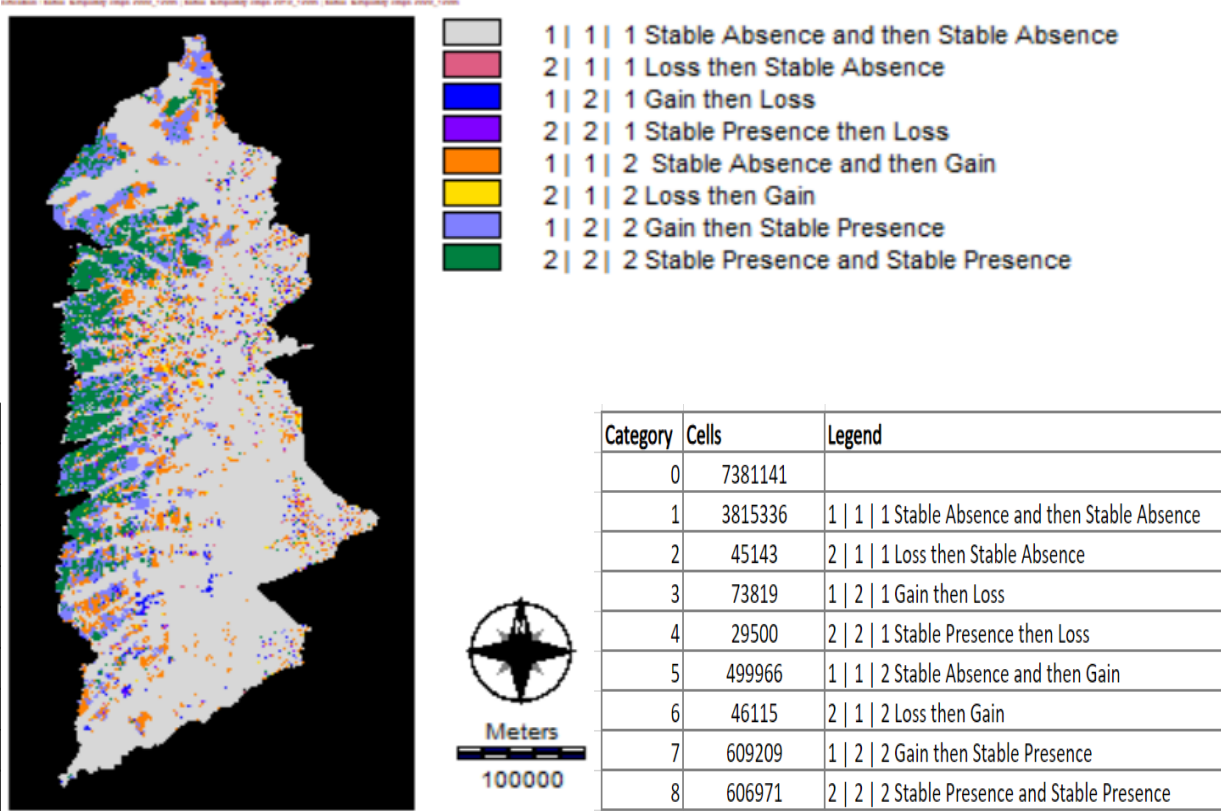 1 | 1 | 1 Stable Absence and then Stable Absence
2 | 1 | 1 Loss then Stable Absence
1 | 2 | 1 Gain then Loss
2 | 2 | 1 Stable Presence then Loss
1 | 1 | 2 Stable Absence and then Gain
2 | 1 | 2 Loss then Gain
1 | 2 | 2 Gain then Stable Presence
2 | 2 | 2 Stable Presence and Stable Presence
Meters
100000
Category Cells Legend
0 7381141
1 3815336 1 | 1 | 1 Stable Absence and then Stable Absence
2 45143 2 | 1 | 1 Loss then Stable Absence
3 73819 1 | 2 | 1 Gain then Loss
4 29500 2 | 2 | 1 Stable Presence then Loss
5 499966 1 | 1 | 2 Stable Absence and then Gain
6 46115 2 | 1 | 2 Loss then Gain
7 609209 1 | 2 | 2 Gain then Stable Presence
8 606971 2 | 2 | 2 Stable Presence and Stable Presence